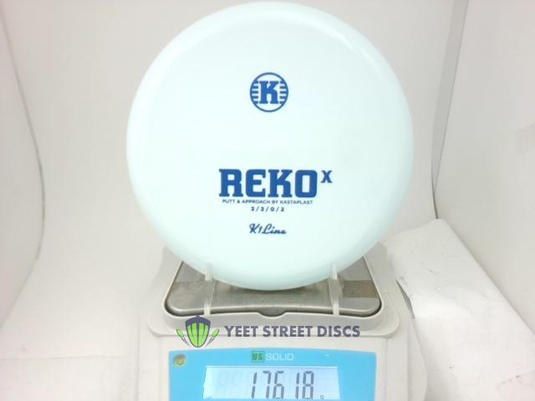 K
REKO X
PUTT & APPROACH BY KASTAPLAST
3/3/0/2
K1 Line
YEET STREET DISCS
US SOLID
176.18 g